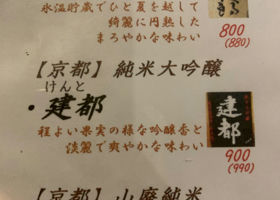 氷温貯蔵でひと夏を越して
綺麗に円熟した
まろやかな味わい
800
(880)
【京都】純米大吟醸
けんと
・建都
建都
程よい果実の様な吟醸香と
淡麗で爽やかな味わい
900
(990)
【京都】山廃純米